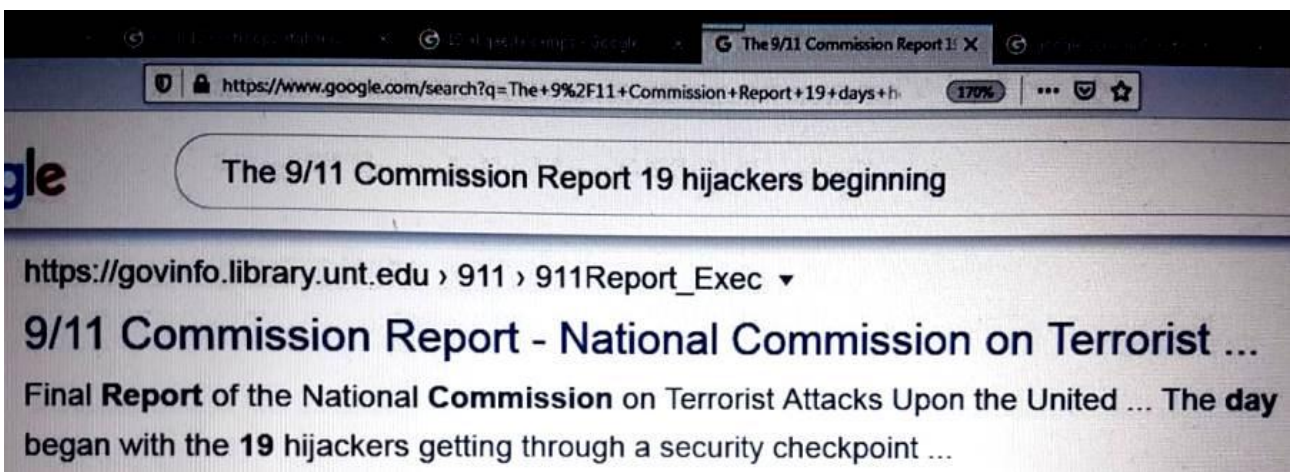 The 9/11 Commission Report 1
https://www.google.com/search?q=The+9%2F11+Commission+Report+19+days+h
170%
gle
The 9/11 Commission Report 19 hijackers beginning
https://govinfo.library.unt.edu › 911 › 911Report_Exec
9/11 Commission Report - National Commission on Terrorist ...
Final Report of the National Commission on Terrorist Attacks Upon the United ... The day
began with the 19 hijackers getting through a security checkpoint ...